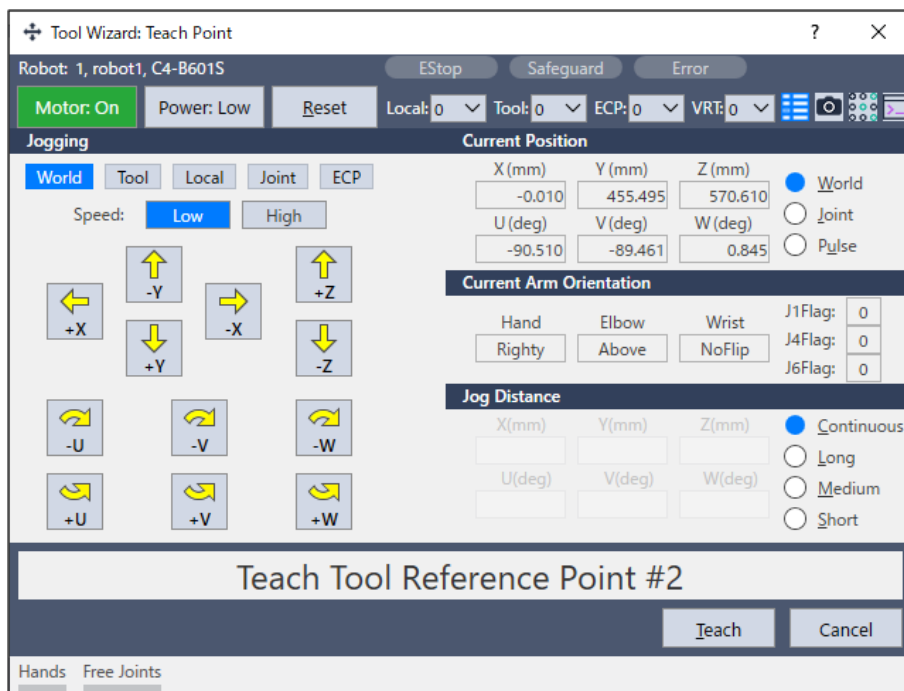 Tool Wizard: Teach Point
Robot: 1, robot1, C4-B601S
EStop
Safeguard
Error
Motor: On
Power: Low
Reset
Local: 0
Tool: 0
ECP: 0
VRT: 0
Jogging
World
Tool
Local
Joint
ECP
Speed:
Low
High
-Y
+Z
+X
-X
+Y
-Z
-U
-V
-W
+U
+V
+W
Current Position
X (mm)
Y (mm)
Z (mm)
-0.010
455.495
570.610
U (deg)
V (deg)
W (deg)
-90.510
-89.461
0.845
World
Joint
Pulse
Current Arm Orientation
Hand
Elbow
Wrist
Righty
Above
NoFlip
J1Flag: 0
J4Flag: 0
J6Flag: 0
Jog Distance
X(mm)
Y(mm)
Z(mm)
U(deg)
V(deg)
W(deg)
Continuous
Long
Medium
Short
Teach Tool Reference Point #2
Teach
Cancel
Hands
Free Joints